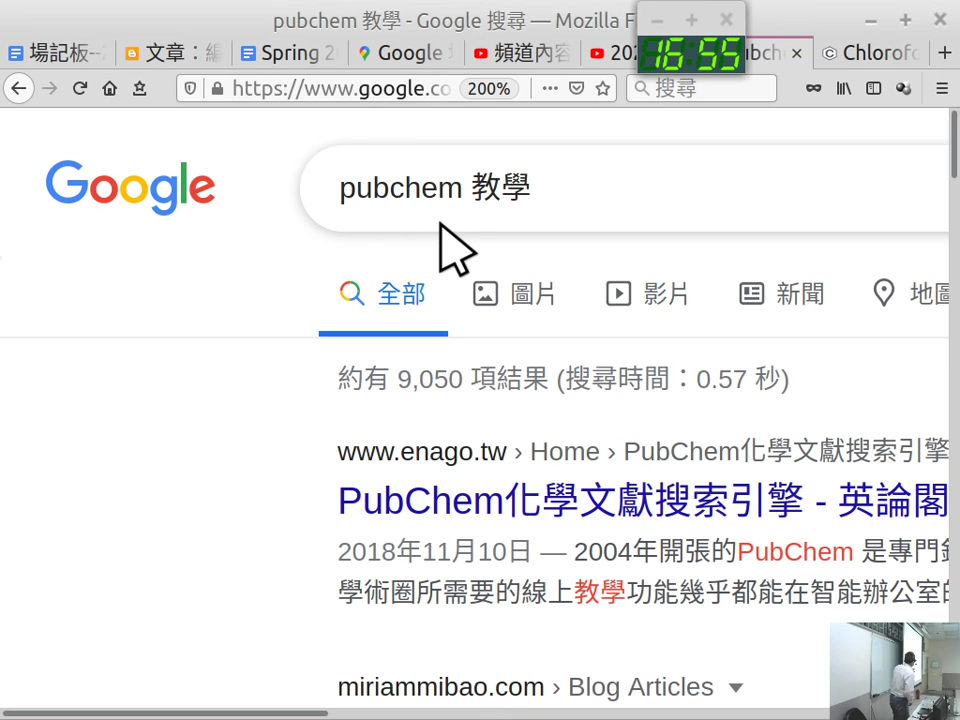 pubchem 教學 - Google 搜尋 — Mozilla F
16:55
場記板--
文章：
Spring 2
Google
頻道內容
202
ubch
Chlorofo
https://www.google.co
200%
搜尋
Google
pubchem 教學
全部
圖片
影片
新聞
地圖
約有 9,050 項結果 (搜尋時間：0.57 秒)
www.enago.tw › Home › PubChem化學文獻搜索引擎
PubChem化學文獻搜索引擎 - 英論閣
2018年11月10日 — 2004年開張的PubChem 是專門
學術圈所需要的線上教學功能幾乎都能在智能辦公室的
miriammibao.com › Blog Articles